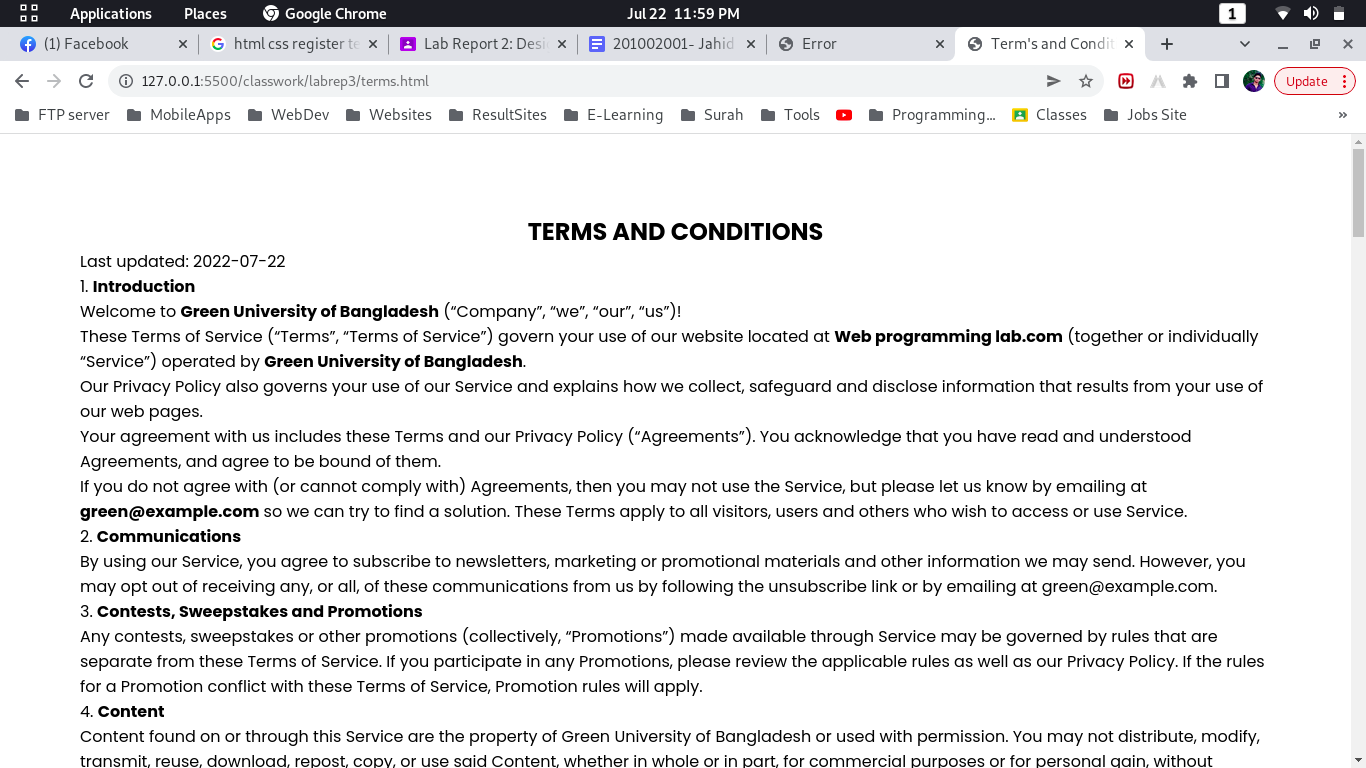 Applications Places Google Chrome Jul 22 11:59 PM 1
(1) Facebook html css register te Lab Report 2: Desi 201002001- Jahid Error Term's and Condit
127.0.0.1:5500/classwork/labrep3/terms.html Update
FTP server MobileApps WebDev Websites ResultSites E-Learning Surah Tools Programming... Classes Jobs Site »
TERMS AND CONDITIONS
Last updated: 2022-07-22
1. Introduction
Welcome to Green University of Bangladesh (“Company”, “we”, “our”, “us”)!
These Terms of Service (“Terms”, “Terms of Service”) govern your use of our website located at Web programming lab.com (together or individually
“Service”) operated by Green University of Bangladesh.
Our Privacy Policy also governs your use of our Service and explains how we collect, safeguard and disclose information that results from your use of
our web pages.
Your agreement with us includes these Terms and our Privacy Policy (“Agreements”). You acknowledge that you have read and understood
Agreements, and agree to be bound of them.
If you do not agree with (or cannot comply with) Agreements, then you may not use the Service, but please let us know by emailing at
green@example.com so we can try to find a solution. These Terms apply to all visitors, users and others who wish to access or use Service.
2. Communications
By using our Service, you agree to subscribe to newsletters, marketing or promotional materials and other information we may send. However, you
may opt out of receiving any, or all, of these communications from us by following the unsubscribe link or by emailing at green@example.com.
3. Contests, Sweepstakes and Promotions
Any contests, sweepstakes or other promotions (collectively, “Promotions”) made available through Service may be governed by rules that are
separate from these Terms of Service. If you participate in any Promotions, please review the applicable rules as well as our Privacy Policy. If the rules
for a Promotion conflict with these Terms of Service, Promotion rules will apply.
4. Content
Content found on or through this Service are the property of Green University of Bangladesh or used with permission. You may not distribute, modify,
transmit, reuse, download, repost, copy, or use said Content, whether in whole or in part, for commercial purposes or for personal gain, without